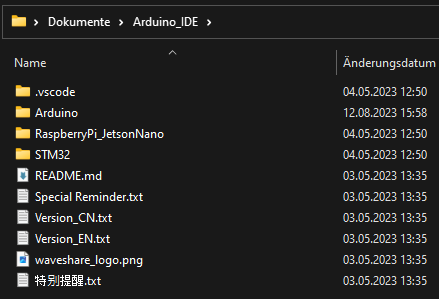 Dokumente > Arduino_IDE >
Name Änderungsdatum
.vscode 04.05.2023 12:50
Arduino 12.08.2023 15:58
RaspberryPi_JetsonNano 04.05.2023 12:50
STM32 04.05.2023 12:50
README.md 03.05.2023 13:35
Special Reminder.txt 03.05.2023 13:35
Version_CN.txt 03.05.2023 13:35
Version_EN.txt 03.05.2023 13:35
waveshare_logo.png 03.05.2023 13:35
特别提醒.txt 03.05.2023 13:35